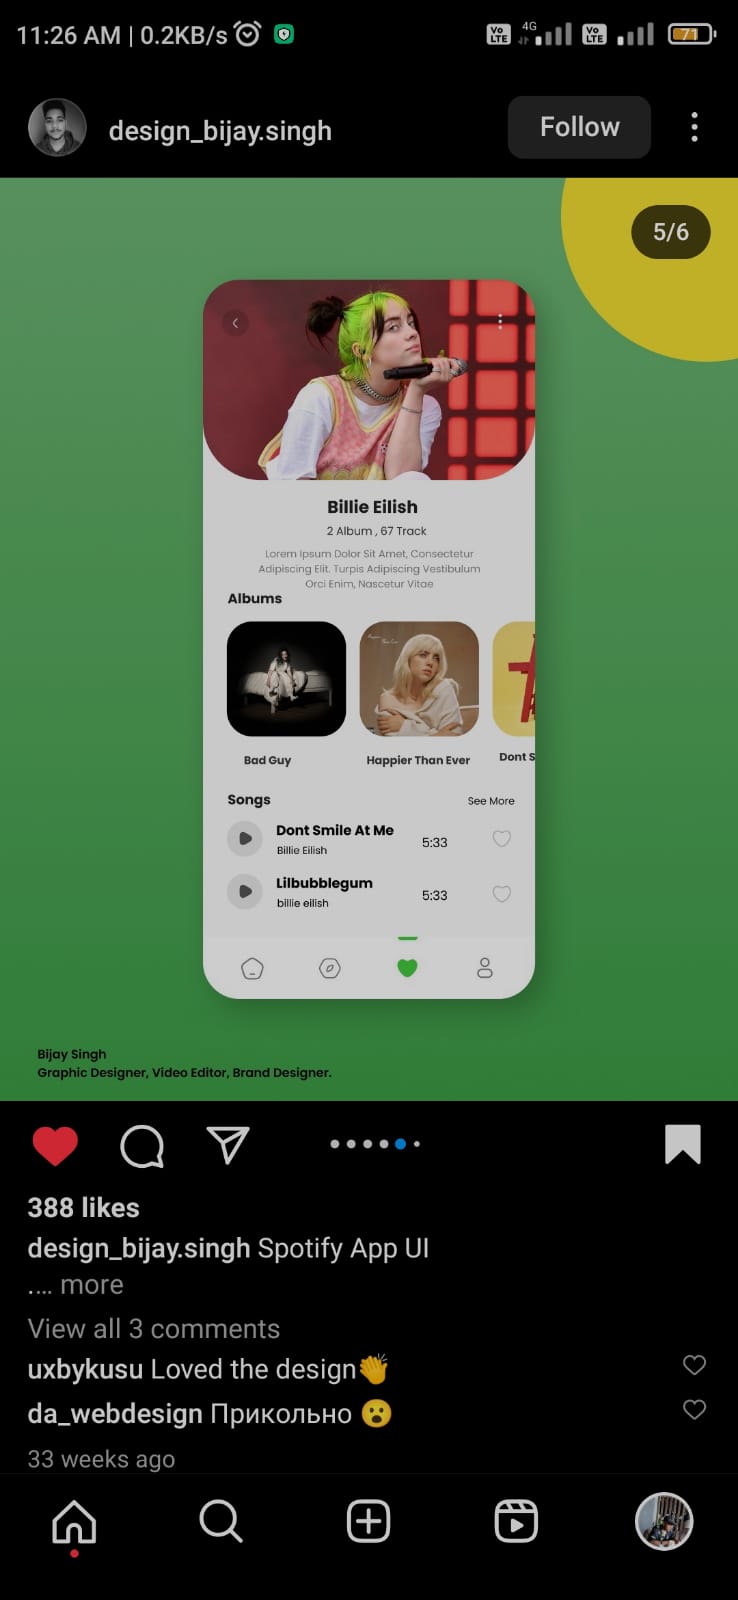 11:26 AM | 0.2KB/s
Vo LTE 4G Vo LTE 71
design_bijay.singh
Follow
5/6
Billie Eilish
2 Album , 67 Track
Lorem Ipsum Dolor Sit Amet, Consectetur
Adipiscing Elit. Turpis Adipiscing Vestibulum
Orci Enim, Nascetur Vitae
Albums
Bad Guy
Happier Than Ever
Dont S
Songs
See More
Dont Smile At Me
Billie Eilish
5:33
Lilbubblegum
billie eilish
5:33
Bijay Singh
Graphic Designer, Video Editor, Brand Designer.
388 likes
design_bijay.singh Spotify App UI
.... more
View all 3 comments
uxbykusu Loved the design👏
da_webdesign Прикольно 😮
33 weeks ago